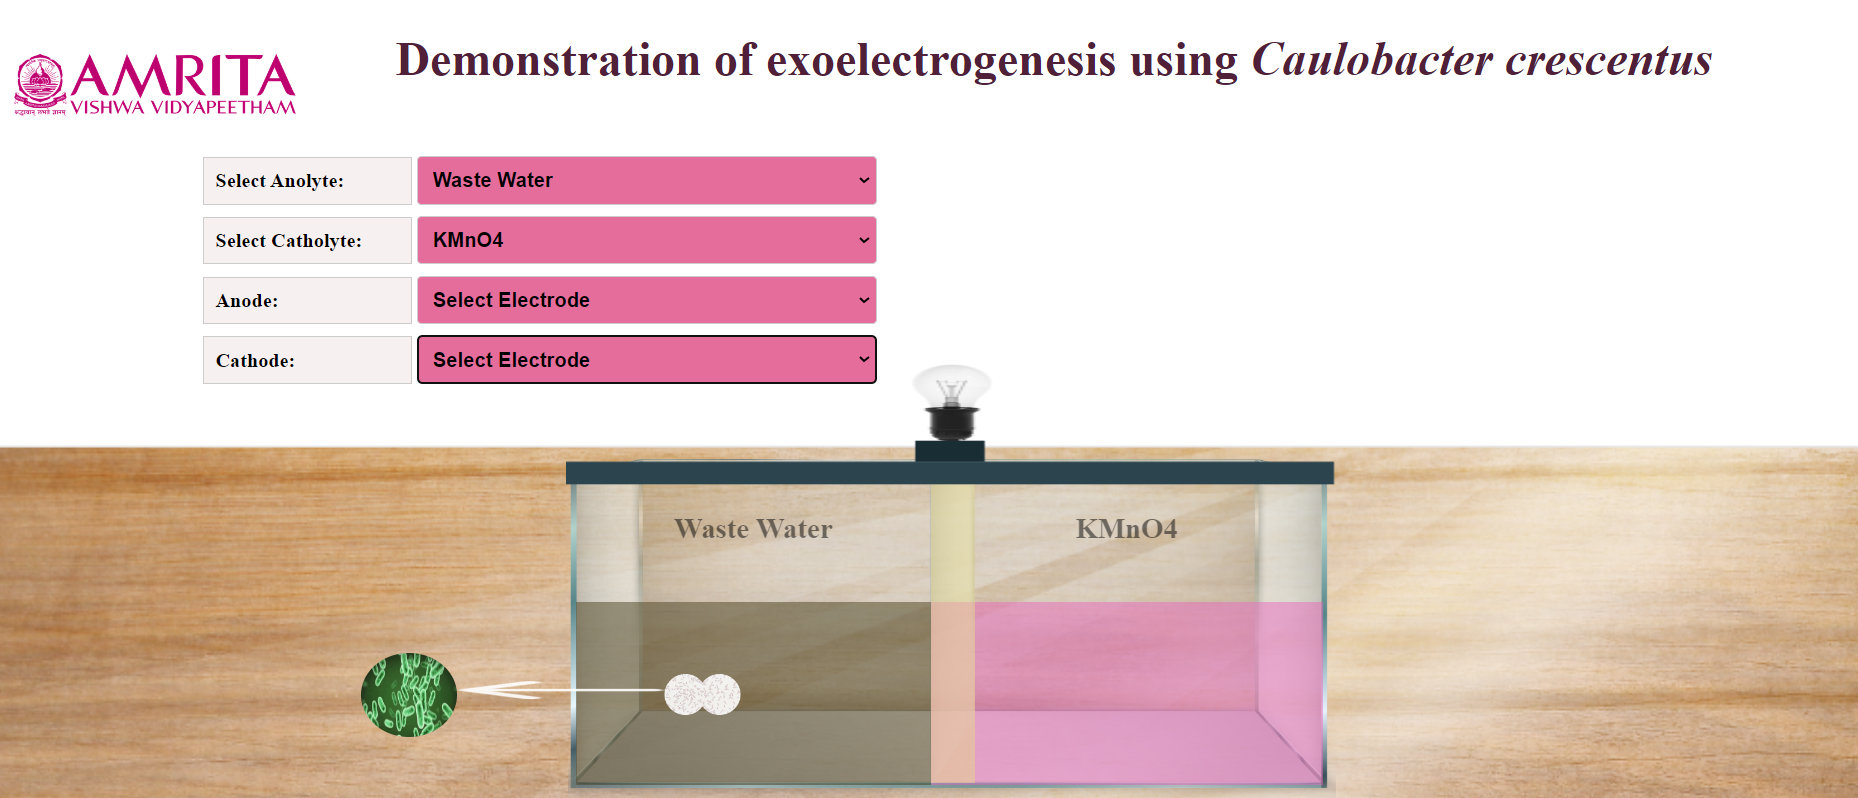 Demonstration of exoelectrogenesis using Caulobacter crescentus
AMRITA
VISHWA VIDYAPEETHAM
Select Anolyte:
Waste Water
Select Catholyte:
KMnO4
Anode:
Select Electrode
Cathode:
Select Electrode
Waste Water
KMnO4